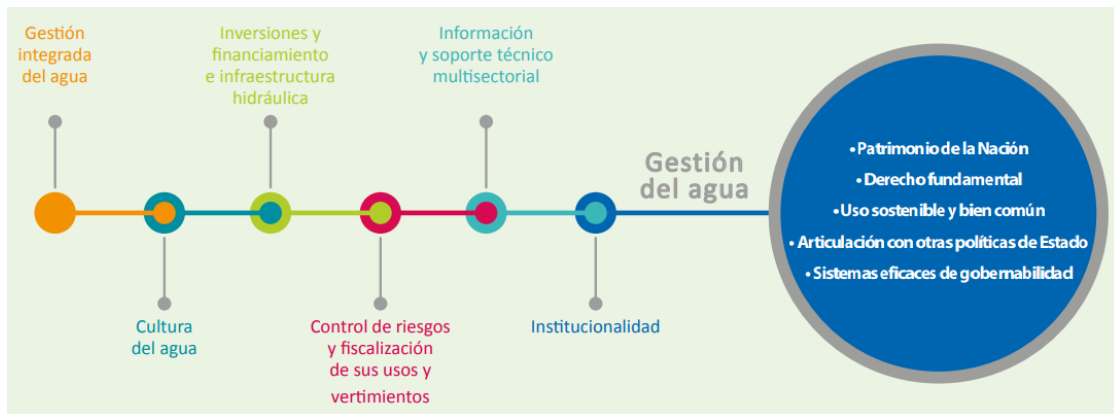 Gestión
integrada
del agua
Inversiones y
financiamiento
e infraestructura
hidráulica
Información
y soporte técnico
multisectorial
Cultura
del agua
Control de riesgos
y fiscalización
de sus usos y
vertimientos
Institucionalidad
Gestión
del agua
• Patrimonio de la Nación
• Derecho fundamental
• Uso sostenible y bien común
• Articulación con otras políticas de Estado
• Sistemas eficaces de gobernabilidad